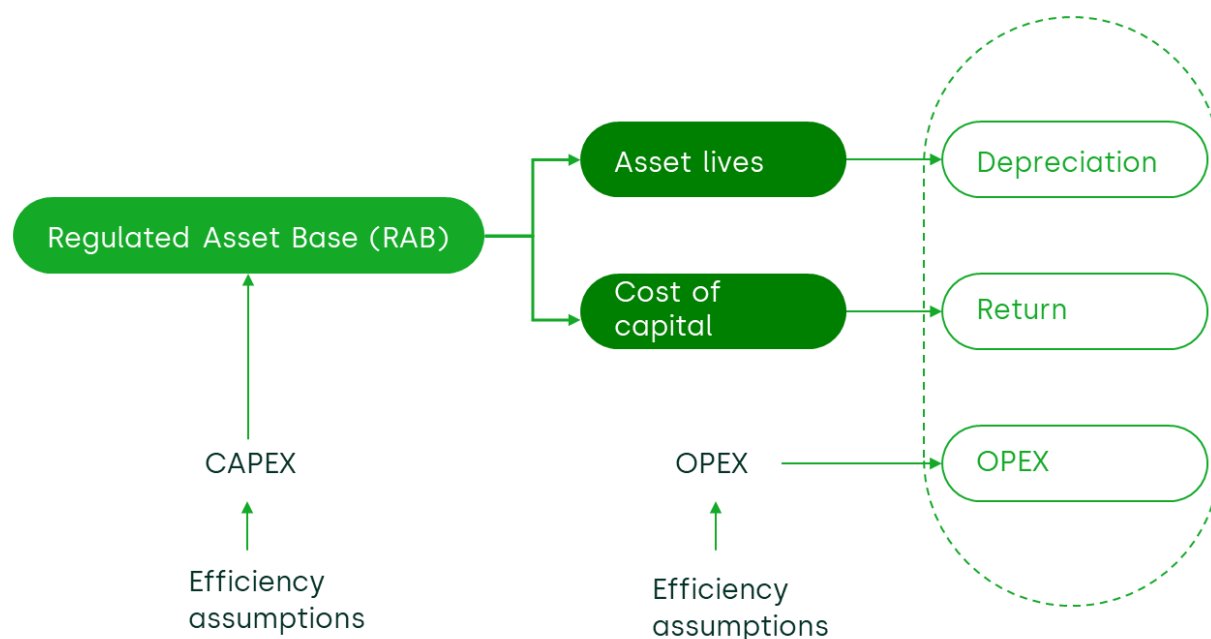 Asset lives
Depreciation
Regulated Asset Base (RAB)
Cost of
capital
Return
CAPEX
OPEX
OPEX
Efficiency
assumptions
Efficiency
assumptions